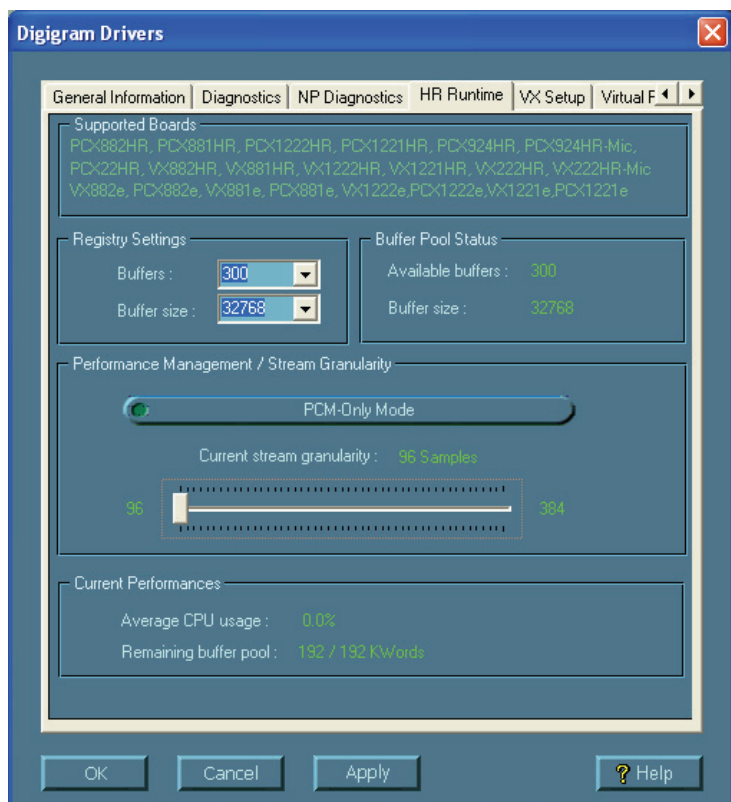 Digigram Drivers
General Information Diagnostics NP Diagnostics HR Runtime VX Setup Virtual
Supported Boards
PCX882HR, PCX881HR, PCX1222HR, PCX1221HR, PCX924HR, PCX924HR-Mic,
PCX22HR, VX882HR, VX881HR, VX1222HR, VX1221HR, VX222HR, VX222HR-Mic
VX882e, PCX882e, VX881e, PCX881e, VX1222e,PCX1222e,VX1221e,PCX1221e
Registry Settings
Buffers : 300
Buffer size : 32768
Buffer Pool Status
Available buffers : 300
Buffer size : 32768
Performance Management / Stream Granularity
PCM-Only Mode
Current stream granularity : 96 Samples
96 384
Current Performances
Average CPU usage : 0.0%
Remaining buffer pool : 192 / 192 KWords
OK Cancel Apply ? Help